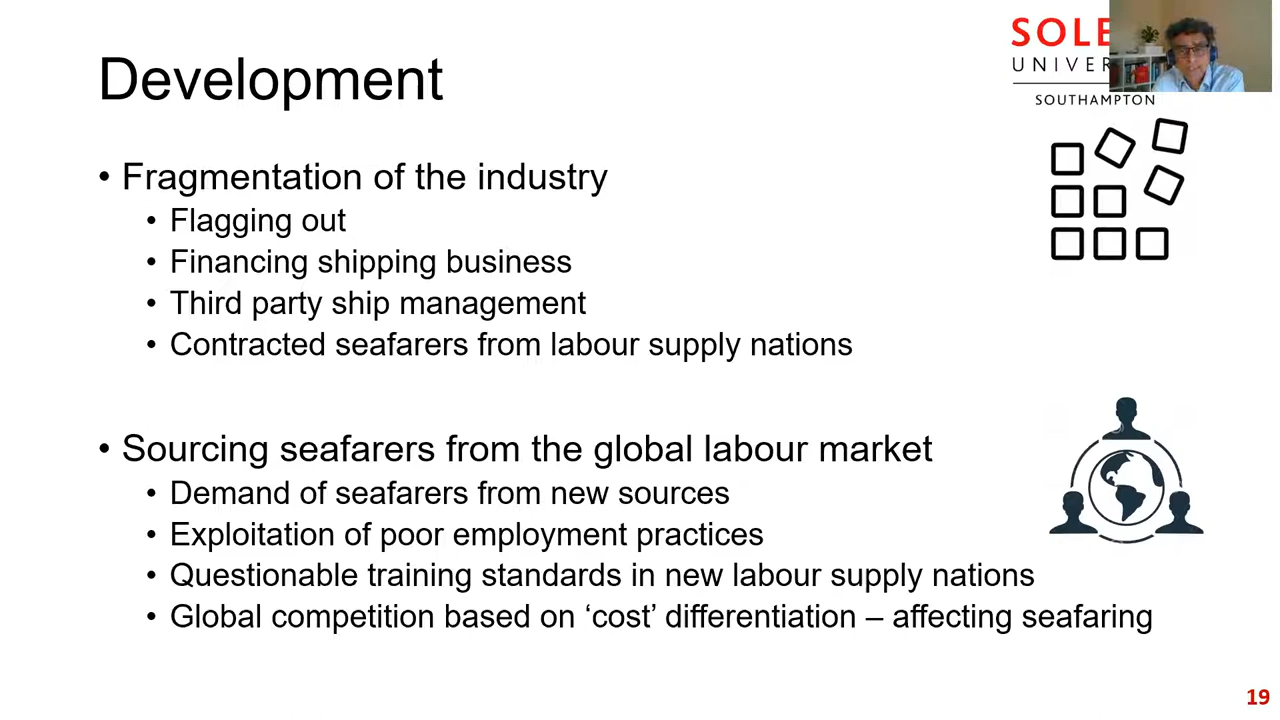 Development
SOLE
UNIVER
SOUTHAMPTON
• Fragmentation of the industry
• Flagging out
• Financing shipping business
• Third party ship management
• Contracted seafarers from labour supply nations
• Sourcing seafarers from the global labour market
• Demand of seafarers from new sources
• Exploitation of poor employment practices
• Questionable training standards in new labour supply nations
• Global competition based on ‘cost’ differentiation – affecting seafaring
19